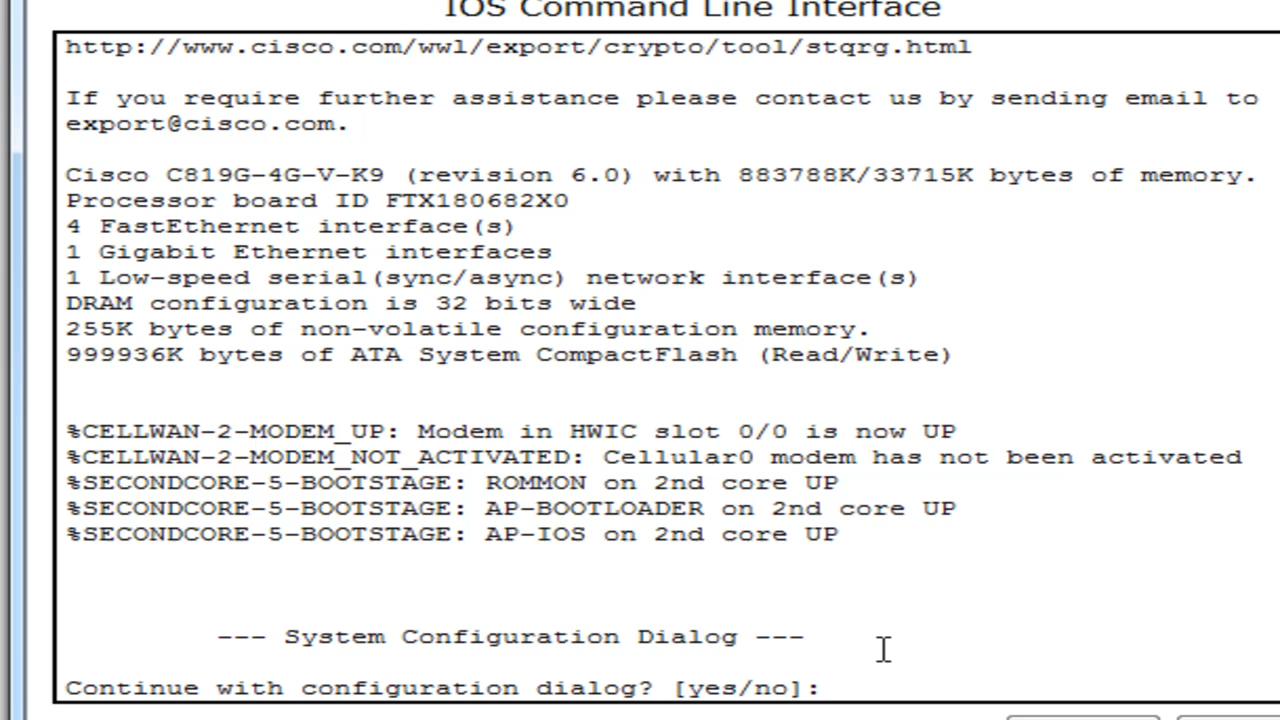 IOS Command Line Interface
http://www.cisco.com/wwl/export/crypto/tool/stqrg.html
If you require further assistance please contact us by sending email to
export@cisco.com.
Cisco C819G-4G-V-K9 (revision 6.0) with 883788K/33715K bytes of memory.
Processor board ID FTX180682X0
4 FastEthernet interface(s)
1 Gigabit Ethernet interfaces
1 Low-speed serial(sync/async) network interface(s)
DRAM configuration is 32 bits wide
255K bytes of non-volatile configuration memory.
999936K bytes of ATA System CompactFlash (Read/Write)
%CELLWAN-2-MODEM_UP: Modem in HWIC slot 0/0 is now UP
%CELLWAN-2-MODEM_NOT_ACTIVATED: Cellular0 modem has not been activated
%SECONDCORE-5-BOOTSTAGE: ROMMON on 2nd core UP
%SECONDCORE-5-BOOTSTAGE: AP-BOOTLOADER on 2nd core UP
%SECONDCORE-5-BOOTSTAGE: AP-IOS on 2nd core UP
--- System Configuration Dialog ---
Continue with configuration dialog? [yes/no]: